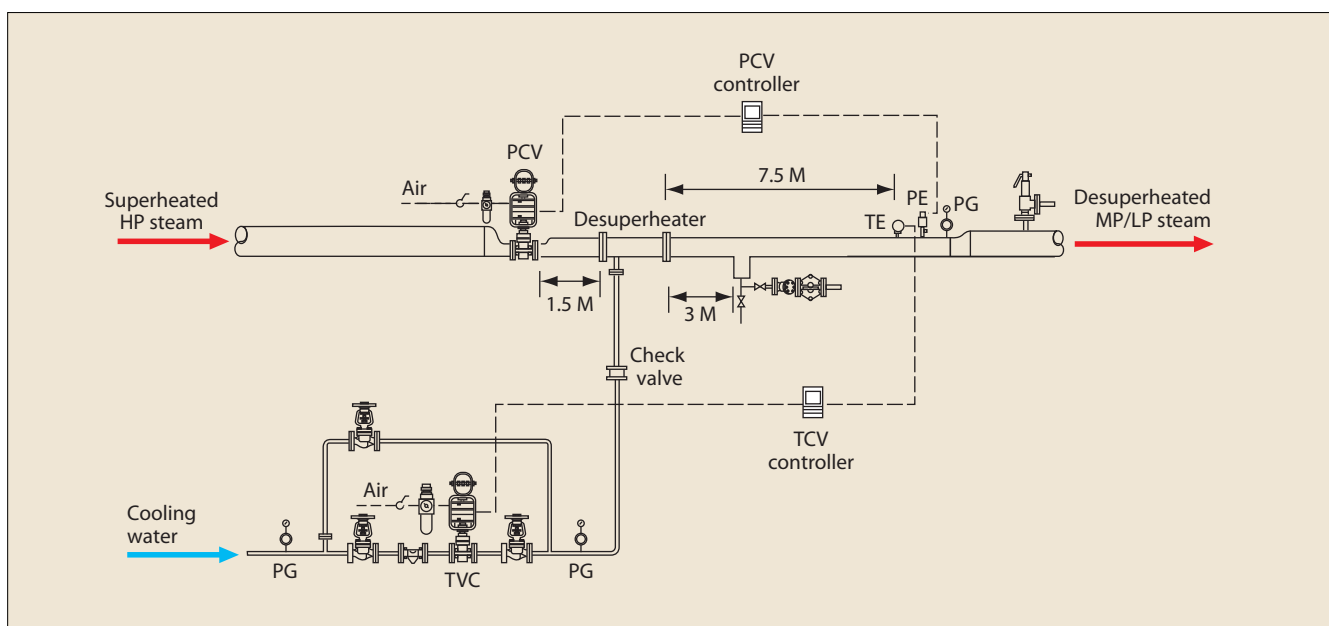 PCV
controller
PCV
Air
7.5 M
Superheated
HP steam
Desuperheater
PE
PG
TE
Desuperheated
MP/LP steam
1.5 M
3 M
Check
valve
TCV
controller
Air
Cooling
water
PG
TVC
PG